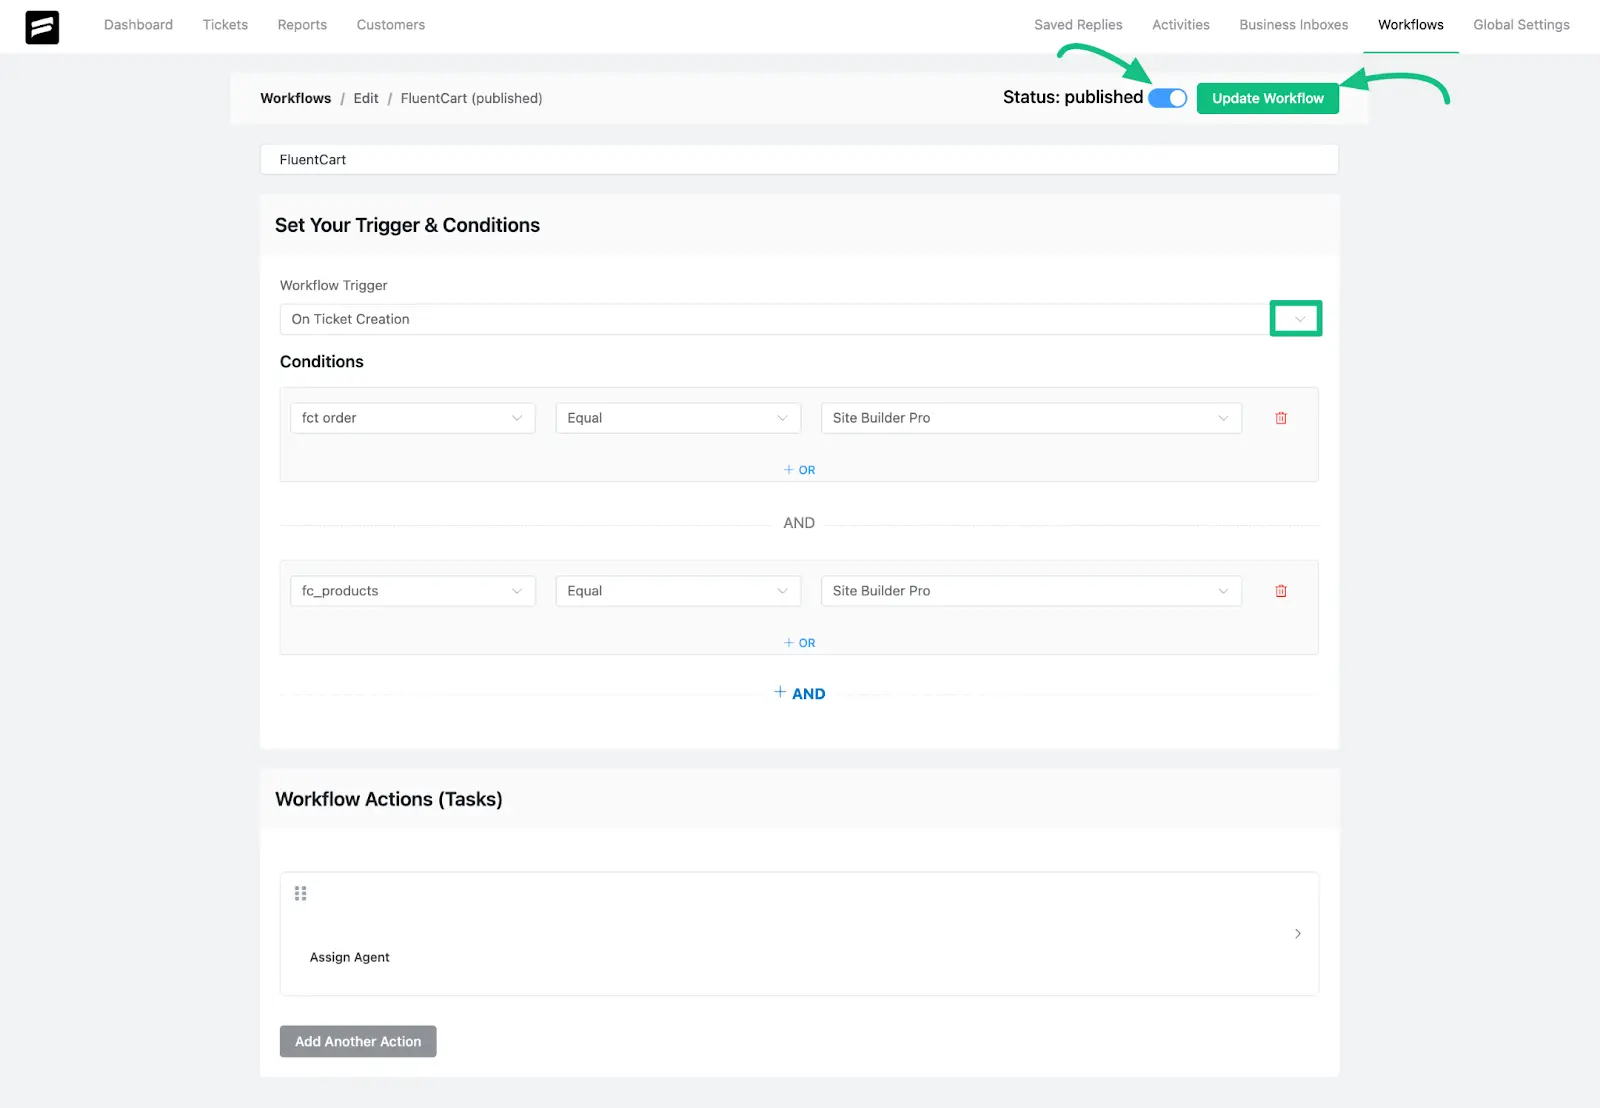 Dashboard Tickets Reports Customers Saved Replies Activities Business Inboxes Workflows Global Settings
Workflows / Edit / FluentCart (published) Status: published Update Workflow
FluentCart
Set Your Trigger & Conditions
Workflow Trigger
On Ticket Creation
Conditions
fct order Equal Site Builder Pro
+ OR
AND
fc_products Equal Site Builder Pro
+ OR
+ AND
Workflow Actions (Tasks)
Assign Agent
Add Another Action